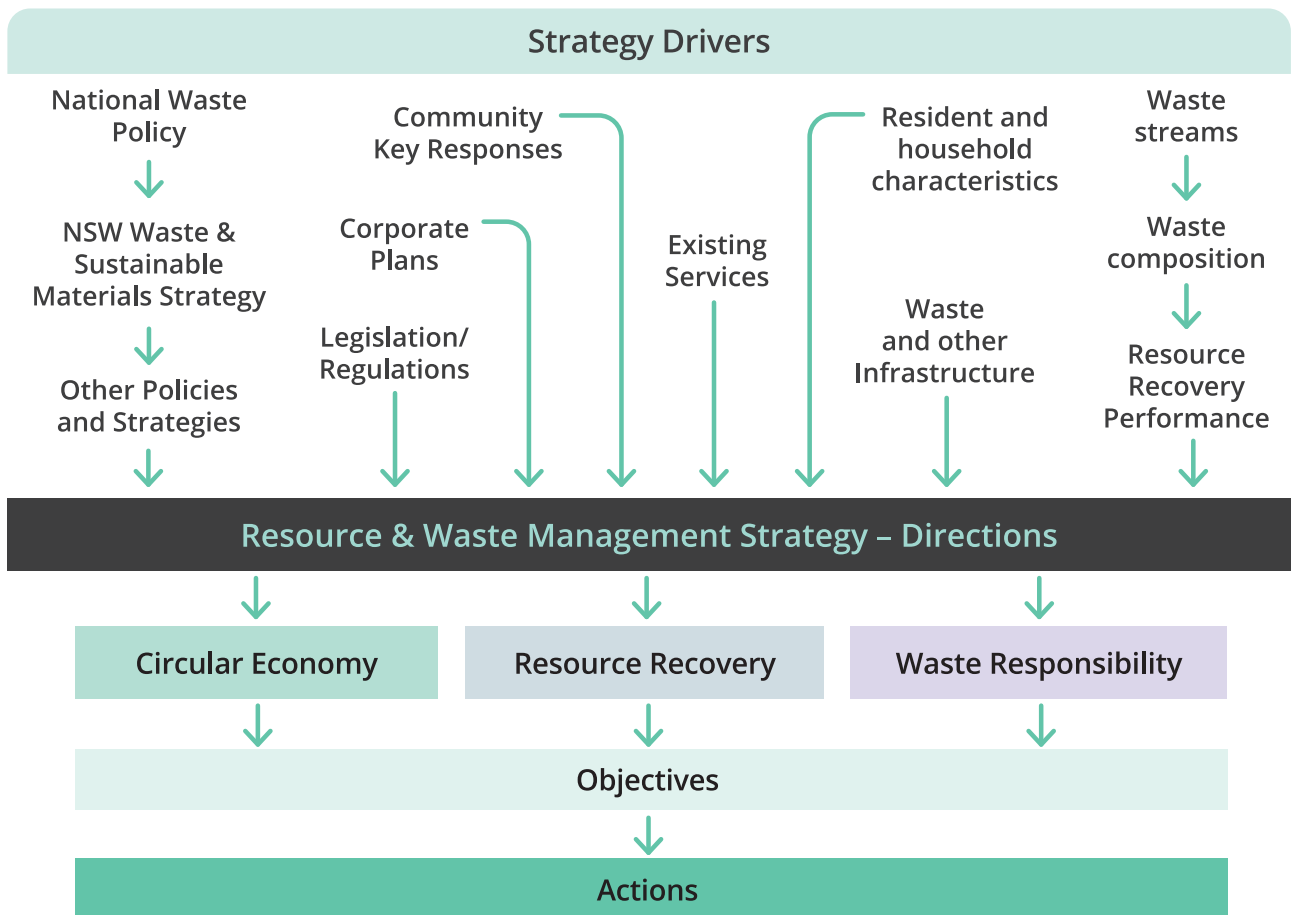 Strategy Drivers
National Waste
Policy
NSW Waste &
Sustainable
Materials Strategy
Other Policies
and Strategies
Community
Key Responses
Corporate
Plans
Legislation/
Regulations
Existing
Services
Resident and
household
characteristics
Waste
and other
Infrastructure
Waste
streams
Waste
composition
Resource
Recovery
Performance
Resource & Waste Management Strategy – Directions
Circular Economy
Resource Recovery
Waste Responsibility
Objectives
Actions